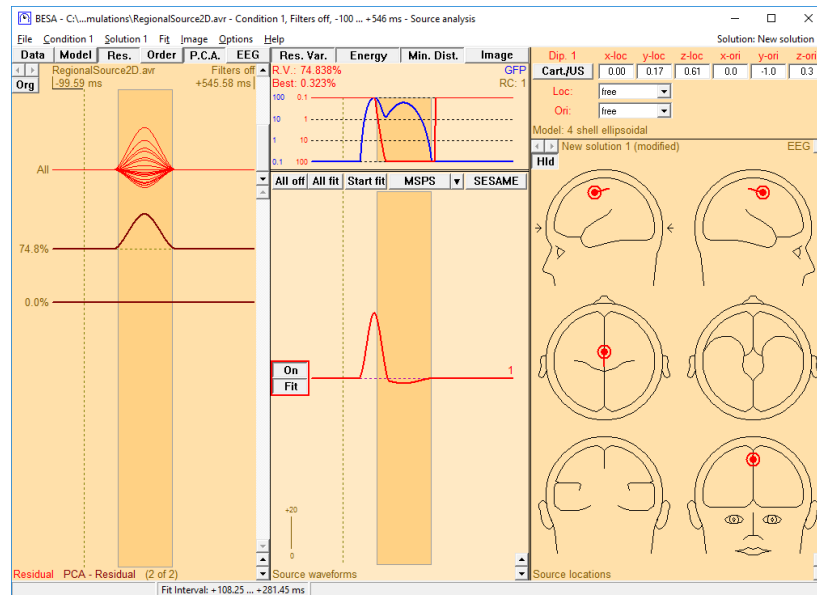 BESA - C:\...mulations\RegionalSource2D.avr - Condition 1, Filters off, -100 ... +546 ms - Source analysis
File Condition 1 Solution 1 Fit Image Options Help Solution: New solution
Data Model Res. Order P.C.A. EEG Res. Var. Energy Min. Dist. Image
RegionalSource2D.avr Filters off
Org -99.59 ms +545.58 ms
All
74.8%
0.0%
Residual PCA - Residual (2 of 2)
R.V.: 74.838% GFP
Best: 0.323% RC: 1
100 0.1
10 1
1 10
0.1 100
All off All fit Start fit MSPS SESAME
On
Fit
1
+20
0
Source waveforms
Dip. 1 x-loc y-loc z-loc x-ori y-ori z-ori
Cart./US 0.00 0.17 0.61 0.0 -1.0 0.3
Loc: free
Ori: free
Model: 4 shell ellipsoidal
New solution 1 (modified) EEG
Hld
Source locations
Fit Interval: +108.25 ... +281.45 ms